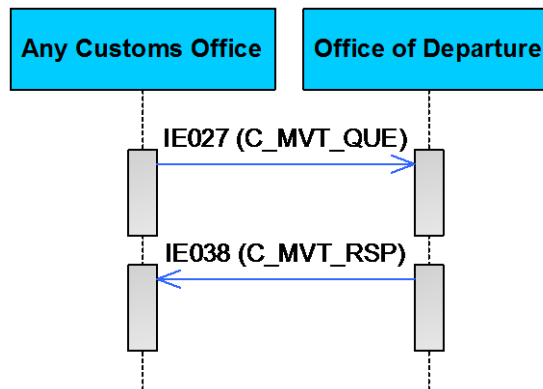 Any Customs Office
Office of Departure
IE027 (C_MVT_QUE)
IE038 (C_MVT_RSP)